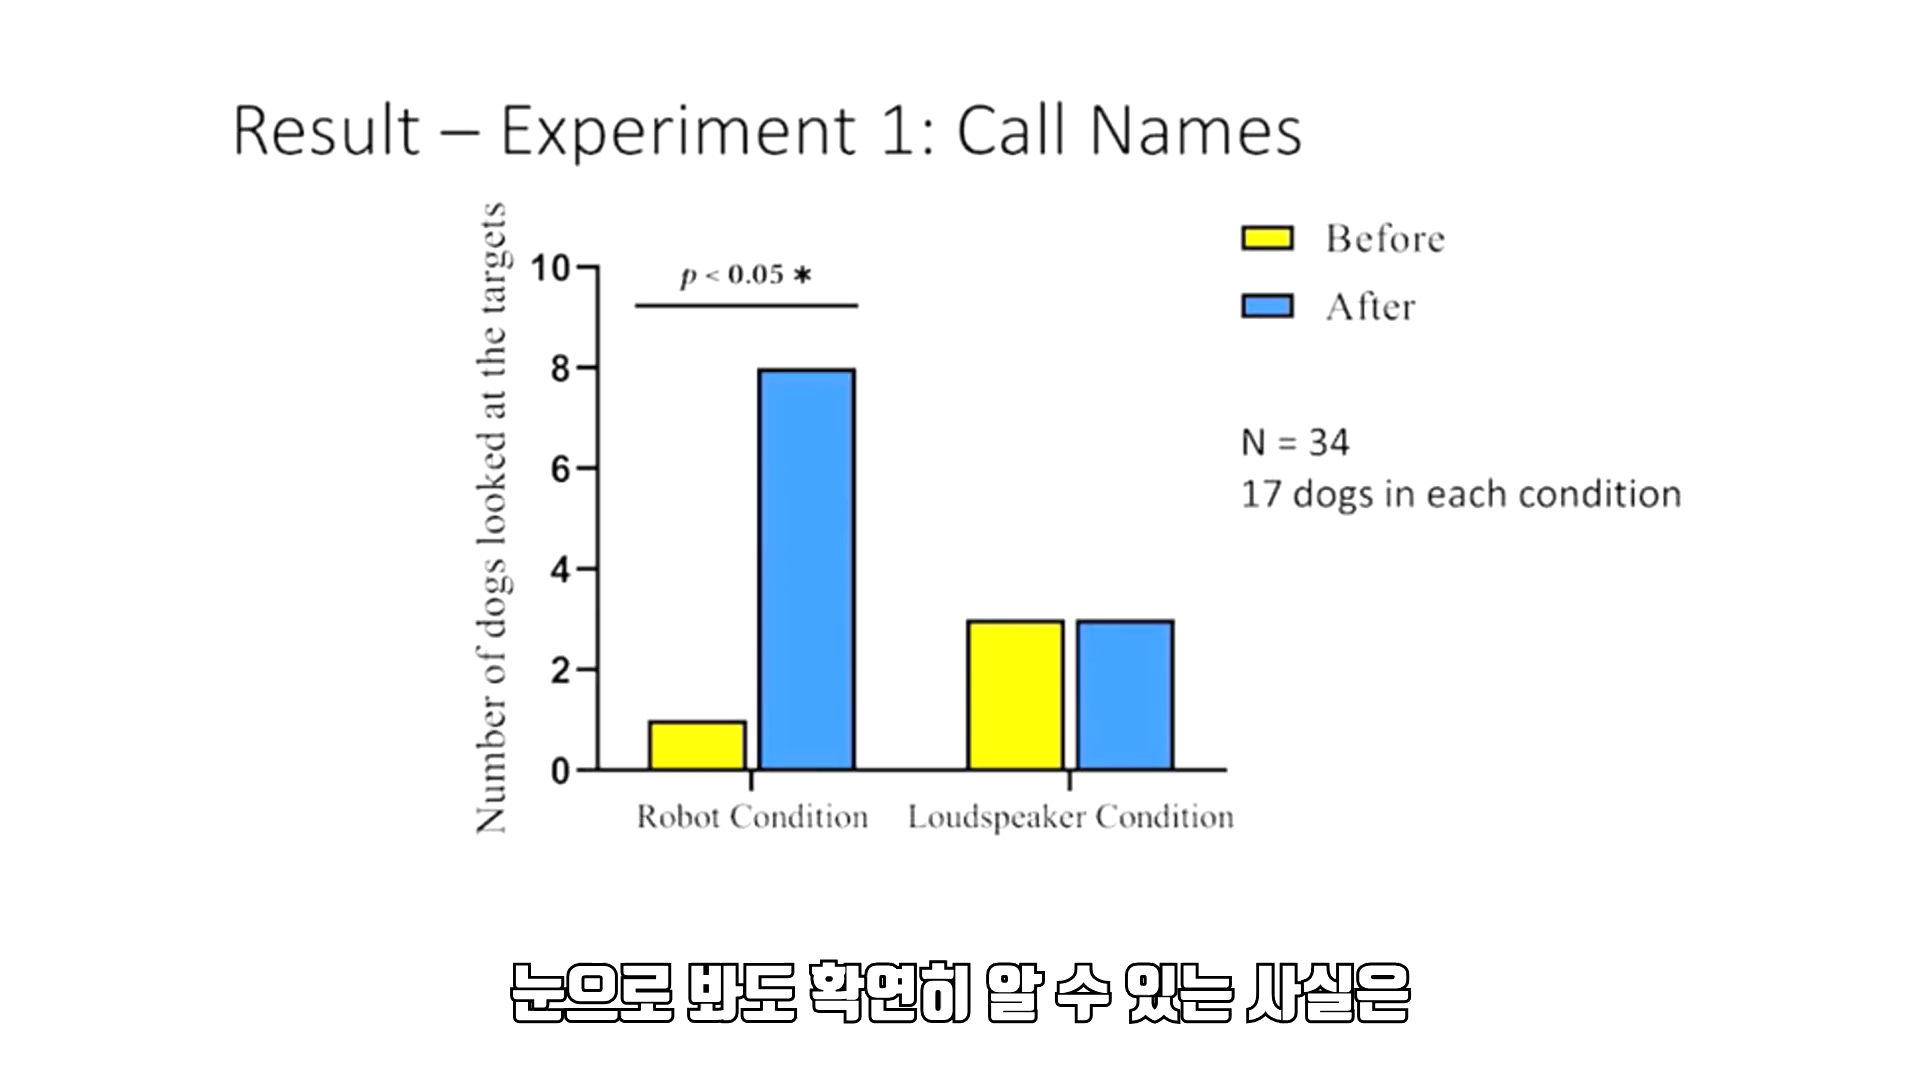 Result – Experiment 1: Call Names
Number of dogs looked at the targets
10
8
6
4
2
0
p < 0.05 *
Robot Condition
Loudspeaker Condition
Before
After
N = 34
17 dogs in each condition
눈으로 봐도 확연히 알 수 있는 사실은